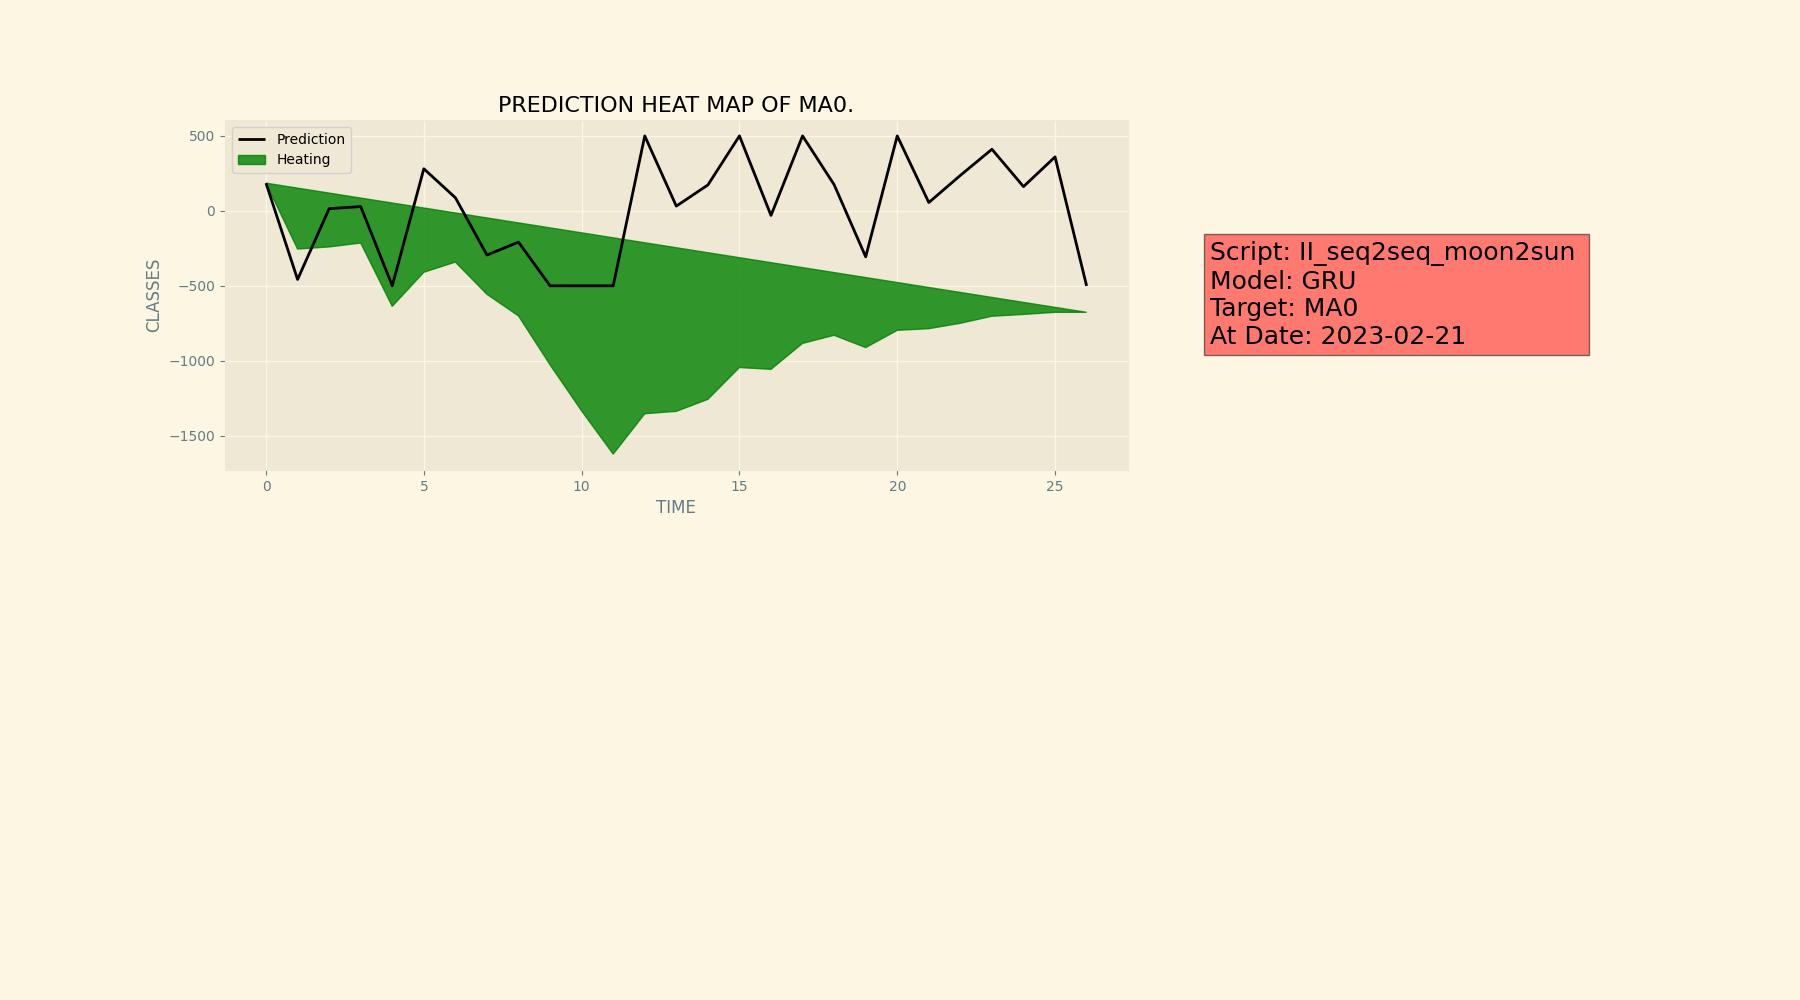 PREDICTION HEAT MAP OF MA0.
Prediction
Heating
500
0
−500
−1000
−1500
CLASSES
0 5 10 15 20 25
TIME
Script: II_seq2seq_moon2sun
Model: GRU
Target: MA0
At Date: 2023-02-21